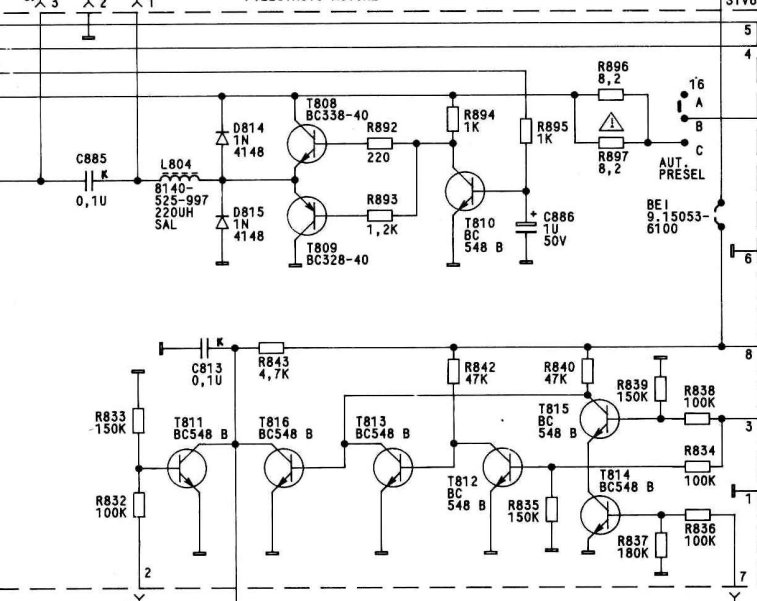 3 2 1
5
4
T808
BC338-40
R892
220
R894
1K
R895
1K
R896
8,2
R897
8,2
16
A
B
C
AUT.
PRESEL
D814
1N
4148
C885
K
0,1U
L804
8140-
525-997
220UH
SAL
D815
1N
4148
R893
1,2K
T809
BC328-40
T810
BC
548 B
+
C886
1U
50V
BEI
9.15053-
6100
6
K
C813
0,1U
R843
4,7K
R842
47K
R840
47K
R839
150K
R838
100K
8
R833
150K
T811
BC548 B
T816
BC548 B
T813
BC548 B
T815
BC
548 B
3
R834
100K
T812
BC
548 B
T814
BC548 B
R832
100K
R835
150K
1
R837
180K
R836
100K
2
7